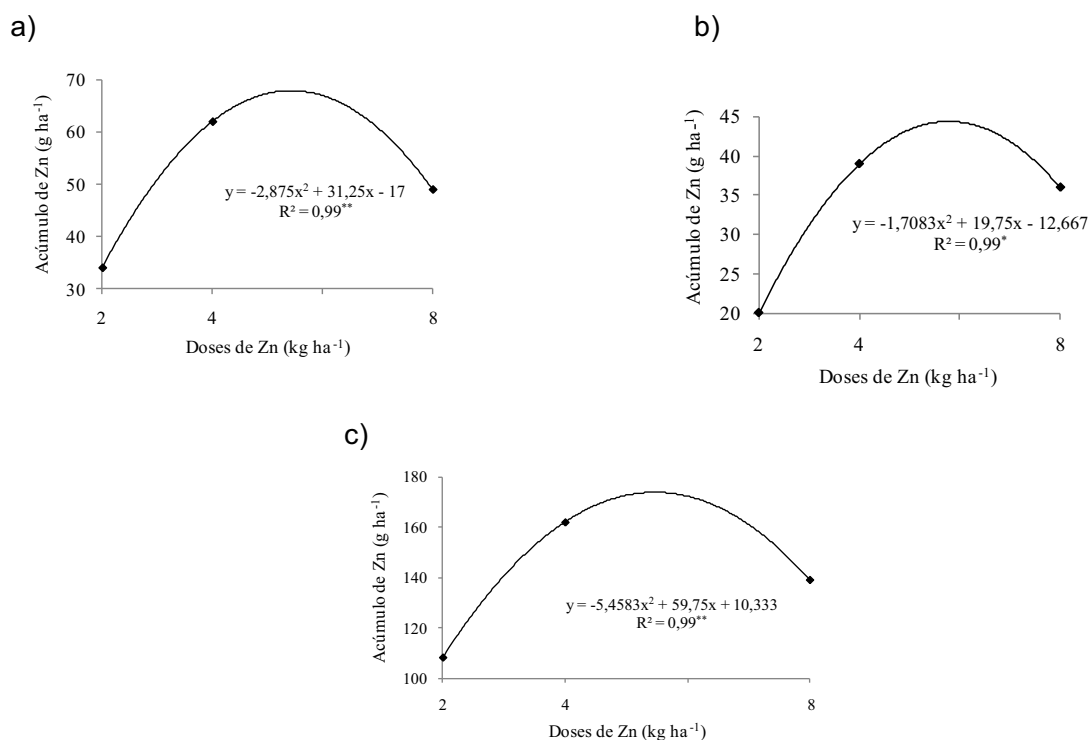 a)
Acúmulo de Zn (g ha⁻¹)
70
60
50
40
30
y = -2,875x² + 31,25x - 17
R² = 0,99**
2 4 8
Doses de Zn (kg ha⁻¹)
b)
Acúmulo de Zn (g ha⁻¹)
45
40
35
30
25
20
y = -1,7083x² + 19,75x - 12,667
R² = 0,99*
2 4 8
Doses de Zn (kg ha⁻¹)
c)
Acúmulo de Zn (g ha⁻¹)
180
160
140
120
100
y = -5,4583x² + 59,75x + 10,333
R² = 0,99**
2 4 8
Doses de Zn (kg ha⁻¹)